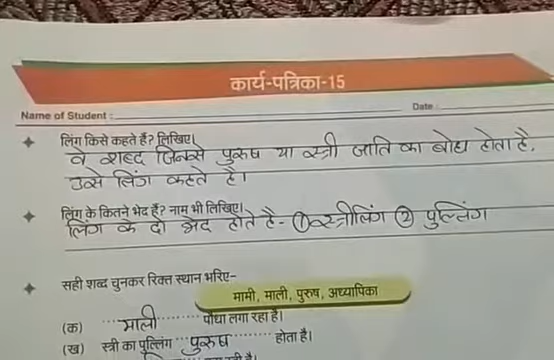 कार्य-पत्रिका-15
Name of Student : Date :
लिंग किसे कहते हैं? लिखिए।
वे शब्द जिनसे पुरुष या स्त्री जाति का बोध होता है,
उसे लिंग कहते है।
लिंग के कितने भेद हैं? नाम भी लिखिए।
लिंग के दो भेद होते है- ① स्त्रीलिंग ② पुल्लिंग
सही शब्द चुनकर रिक्त स्थान भरिए–
मामी, माली, पुरुष, अध्यापिका
(क) माली पौधा लगा रहा है।
(ख) स्त्री का पुल्लिंग पुरुष होता है।